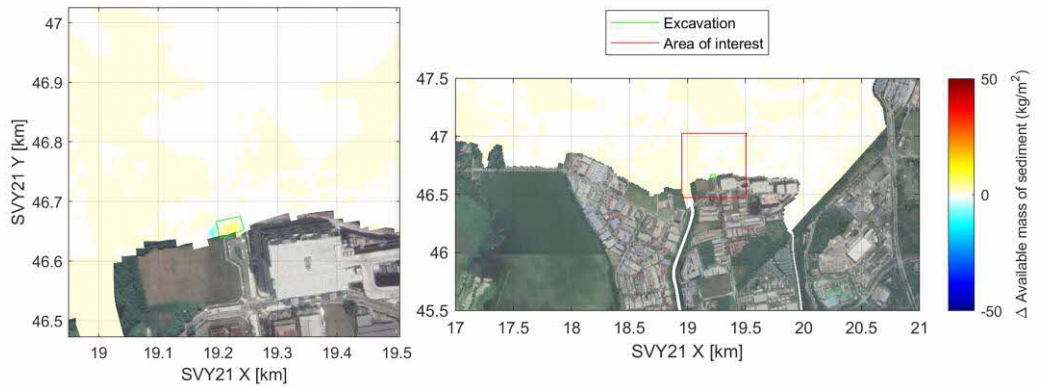 Excavation
Area of interest
47
46.9
46.8
46.7
46.6
46.5
SVY21 Y [km]
19 19.1 19.2 19.3 19.4 19.5
SVY21 X [km]
47.5
47
46.5
46
45.5
17 17.5 18 18.5 19 19.5 20 20.5 21
SVY21 X [km]
50
0
-50
Δ Available mass of sediment (kg/m²)